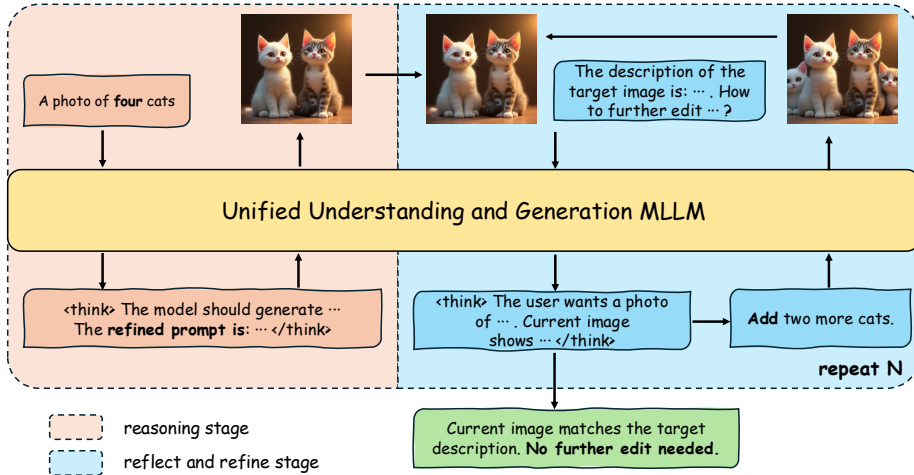 A photo of four cats
The description of the
target image is: ⋯ . How
to further edit ⋯ ?
Unified Understanding and Generation MLLM
<think> The model should generate ⋯
The refined prompt is: ⋯ </think>
<think> The user wants a photo
of ⋯ . Current image
shows ⋯ </think>
Add two more cats.
repeat N
Current image matches the target
description. No further edit needed.
reasoning stage
reflect and refine stage